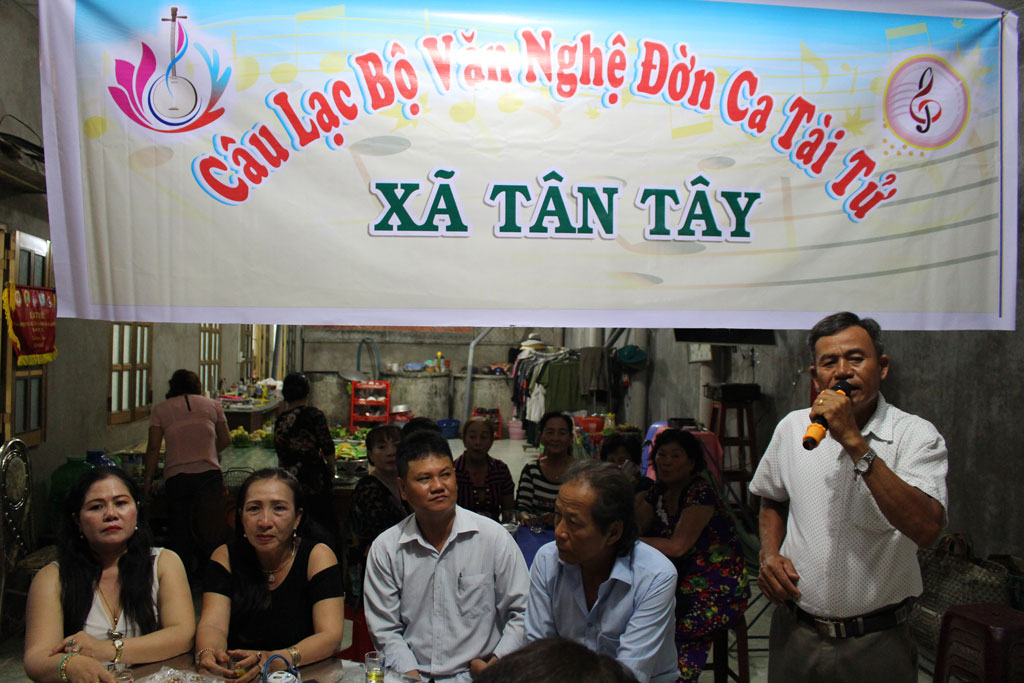 Câu Lạc Bộ Văn Nghệ Đờn Ca Tài Tử
XÃ TÂN TÂY